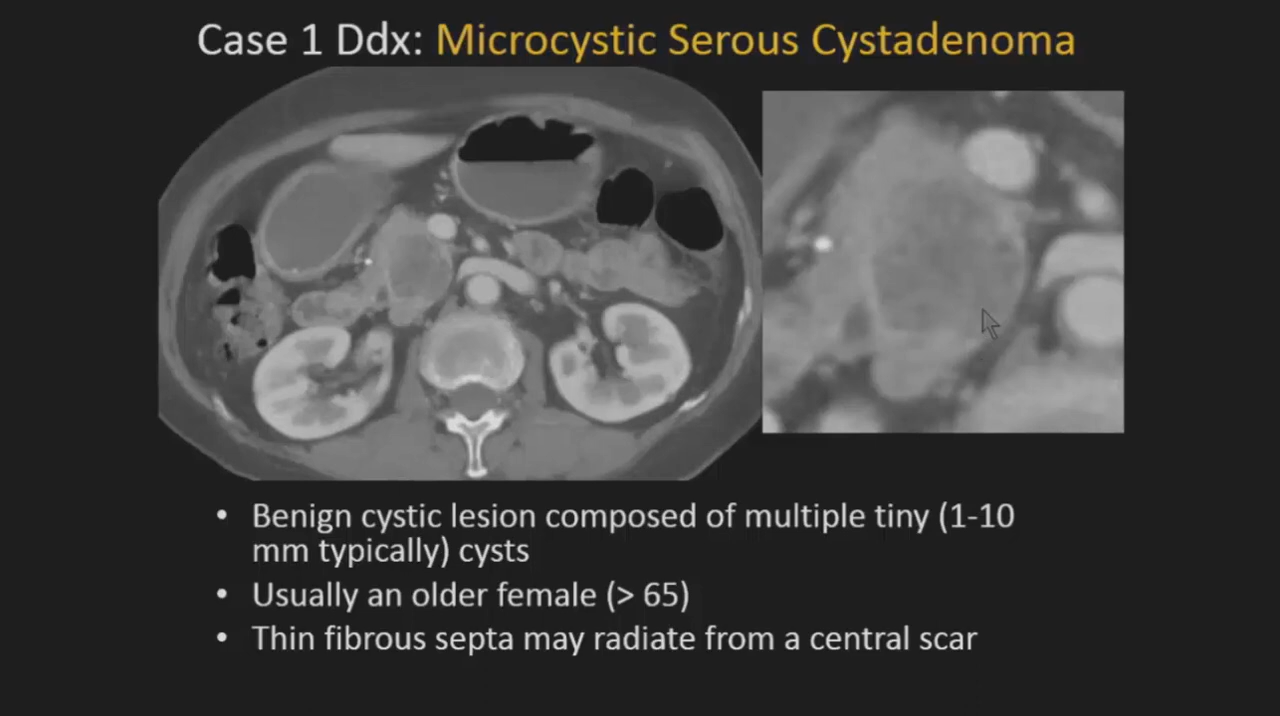 Case 1 Ddx: Microcystic Serous Cystadenoma
• Benign cystic lesion composed of multiple tiny (1-10
mm typically) cysts
• Usually an older female (> 65)
• Thin fibrous septa may radiate from a central scar